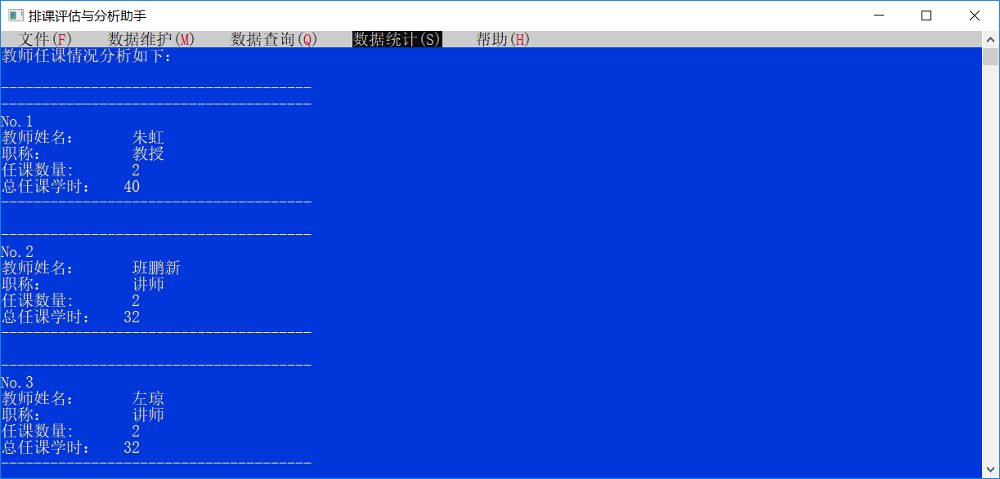 排课评估与分析助手
文件(F) 数据维护(M) 数据查询(Q) 数据统计(S) 帮助(H)
教师任课情况分析如下:
--------------------------------------
--------------------------------------
No.1
教师姓名: 朱虹
职称: 教授
任课数量: 2
总任课学时: 40
--------------------------------------
--------------------------------------
No.2
教师姓名: 班鹏新
职称: 讲师
任课数量: 2
总任课学时: 32
--------------------------------------
--------------------------------------
No.3
教师姓名: 左琼
职称: 讲师
任课数量: 2
总任课学时: 32
--------------------------------------